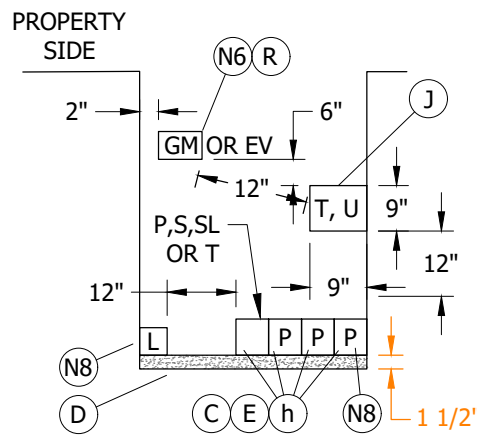 PROPERTY
SIDE
N6 R
2"
6"
J
GM OR EV
12"
T, U
9"
P,S,SL
OR T
12"
12"
9"
L
P P P
N8
D
C E h N8
1 1/2'